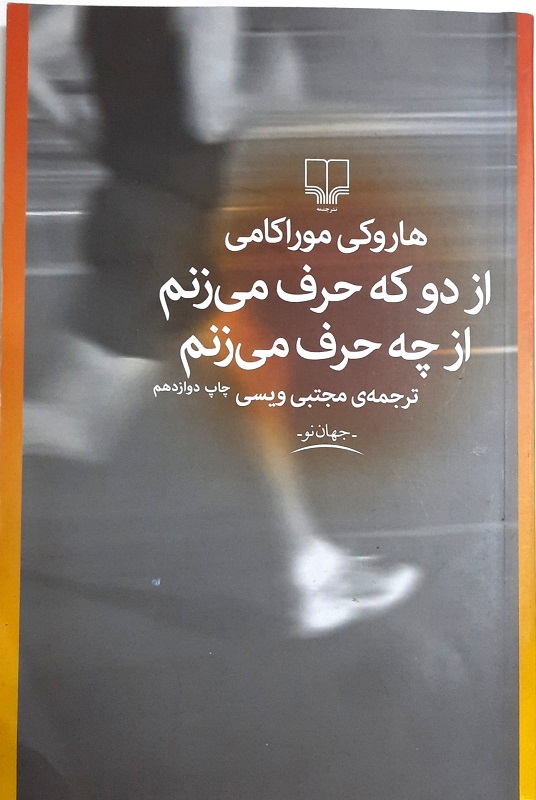 نشرچشمه
هاروکی موراکامی
از دو که حرف می‌زنم
از چه حرف می‌زنم
ترجمه‌ی مجتبی ویسی چاپ دوازدهم
-جهان‌نو-